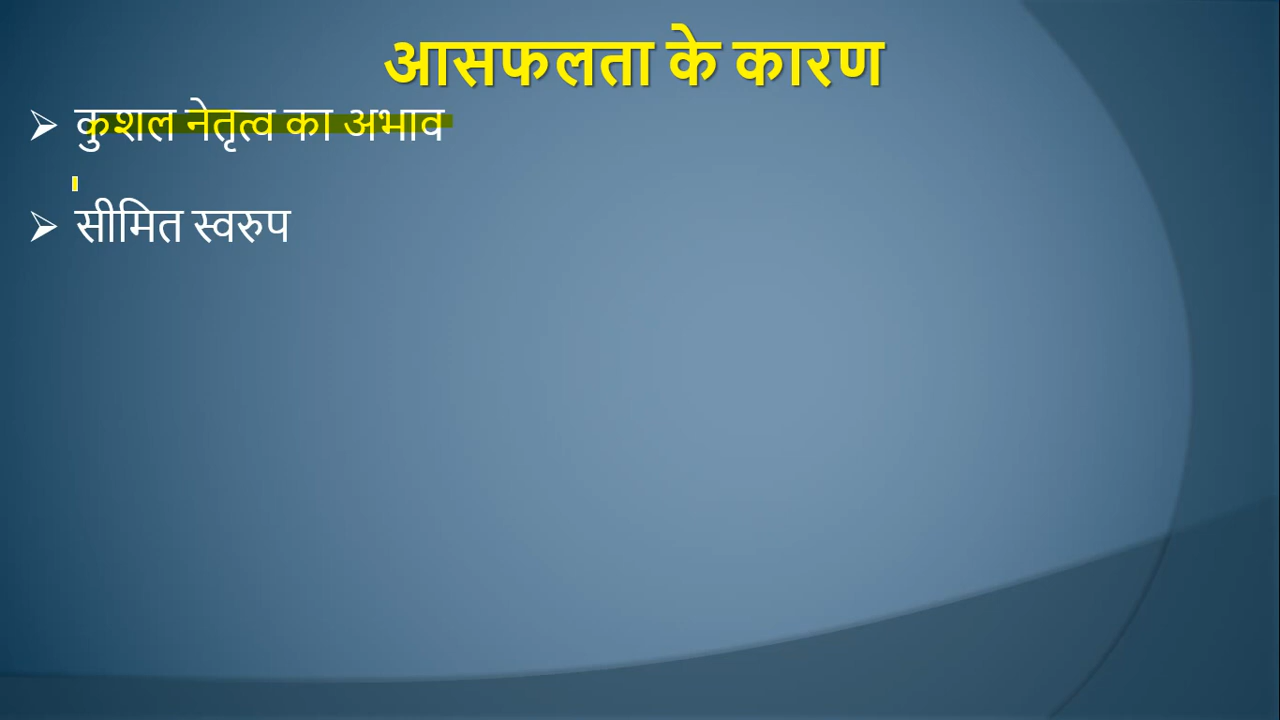 आसफलता के कारण
➢ कुशल नेतृत्व का अभाव
➢ सीमित स्वरुप